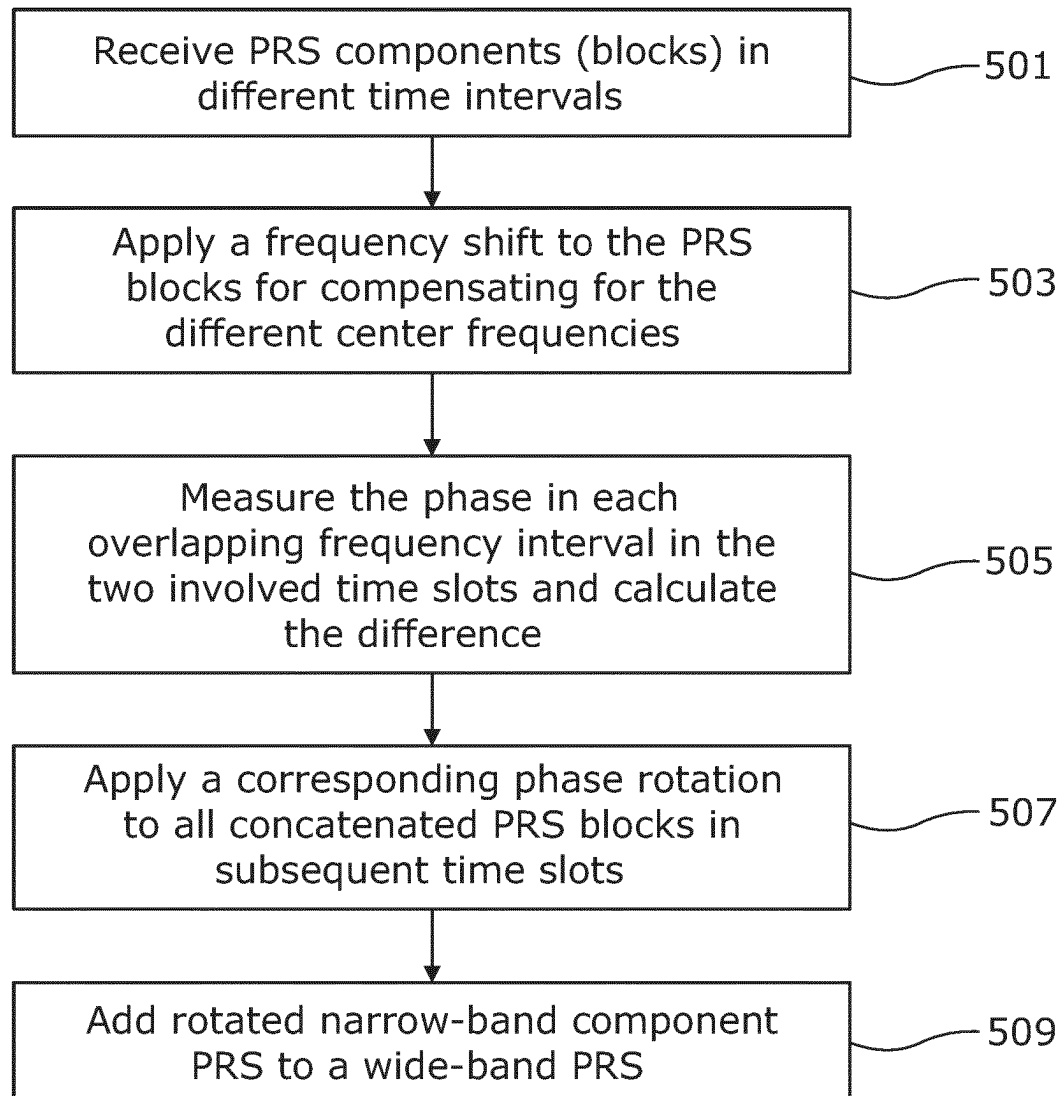 Receive PRS components (blocks) in
different time intervals
501
Apply a frequency shift to the PRS
blocks for compensating for the
different center frequencies
503
Measure the phase in each
overlapping frequency interval in the
two involved time slots and calculate
the difference
505
Apply a corresponding phase rotation
to all concatenated PRS blocks in
subsequent time slots
507
Add rotated narrow-band component
PRS to a wide-band PRS
509